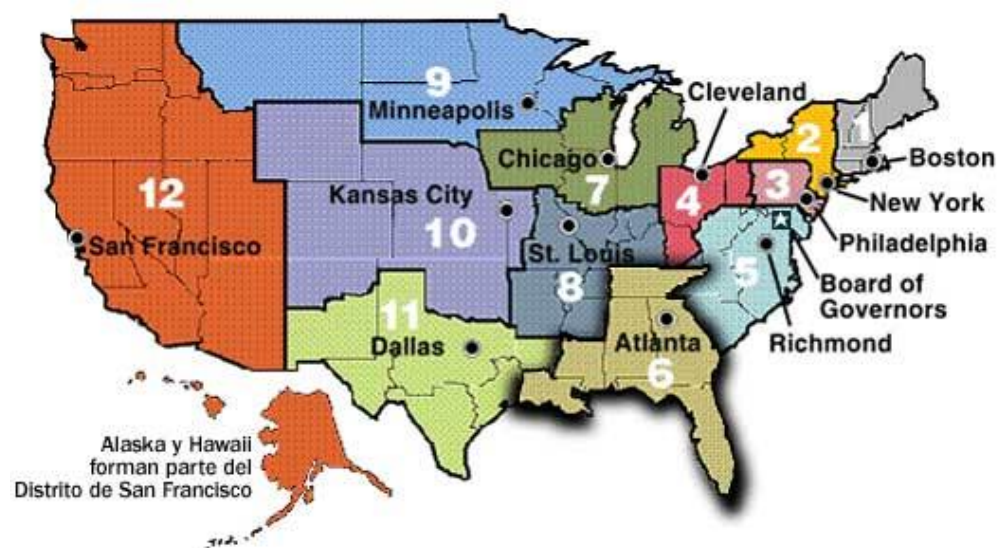 9
Minneapolis
Cleveland
2
1
Chicago
7
Boston
12
Kansas City
10
4
3
New York
San Francisco
St. Louis
8
5
Philadelphia
Board of
Governors
Richmond
11
Dallas
Atlanta
6
Alaska y Hawaii
forman parte del
Distrito de San Francisco